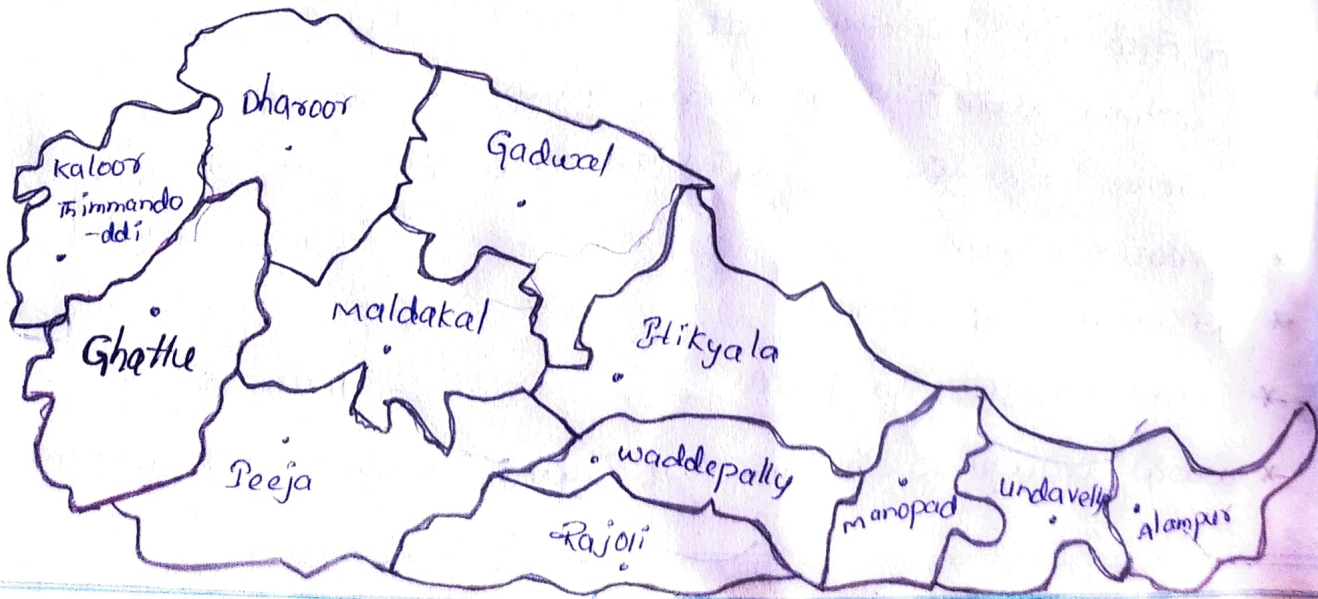 Dharoor
Gadwal
Kaloor
Thimmando
-ddi
Maldakal
Ghattu
Itikyala
Peeja
Waddepally
Manopad
Undavelly
Alampur
Rajoli